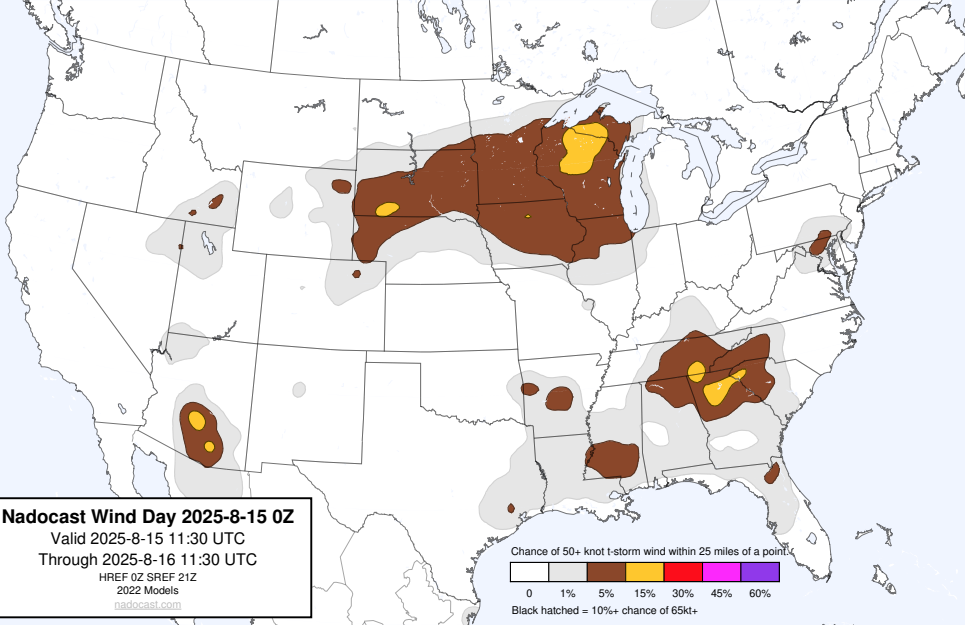 Nadocast Wind Day 2025-8-15 0Z
Valid 2025-8-15 11:30 UTC
Through 2025-8-16 11:30 UTC
HREF 0Z SREF 21Z
2022 Models
nadocast.com
Chance of 50+ knot t-storm wind within 25 miles of a point.
0 1% 5% 15% 30% 45% 60%
Black hatched = 10%+ chance of 65kt+